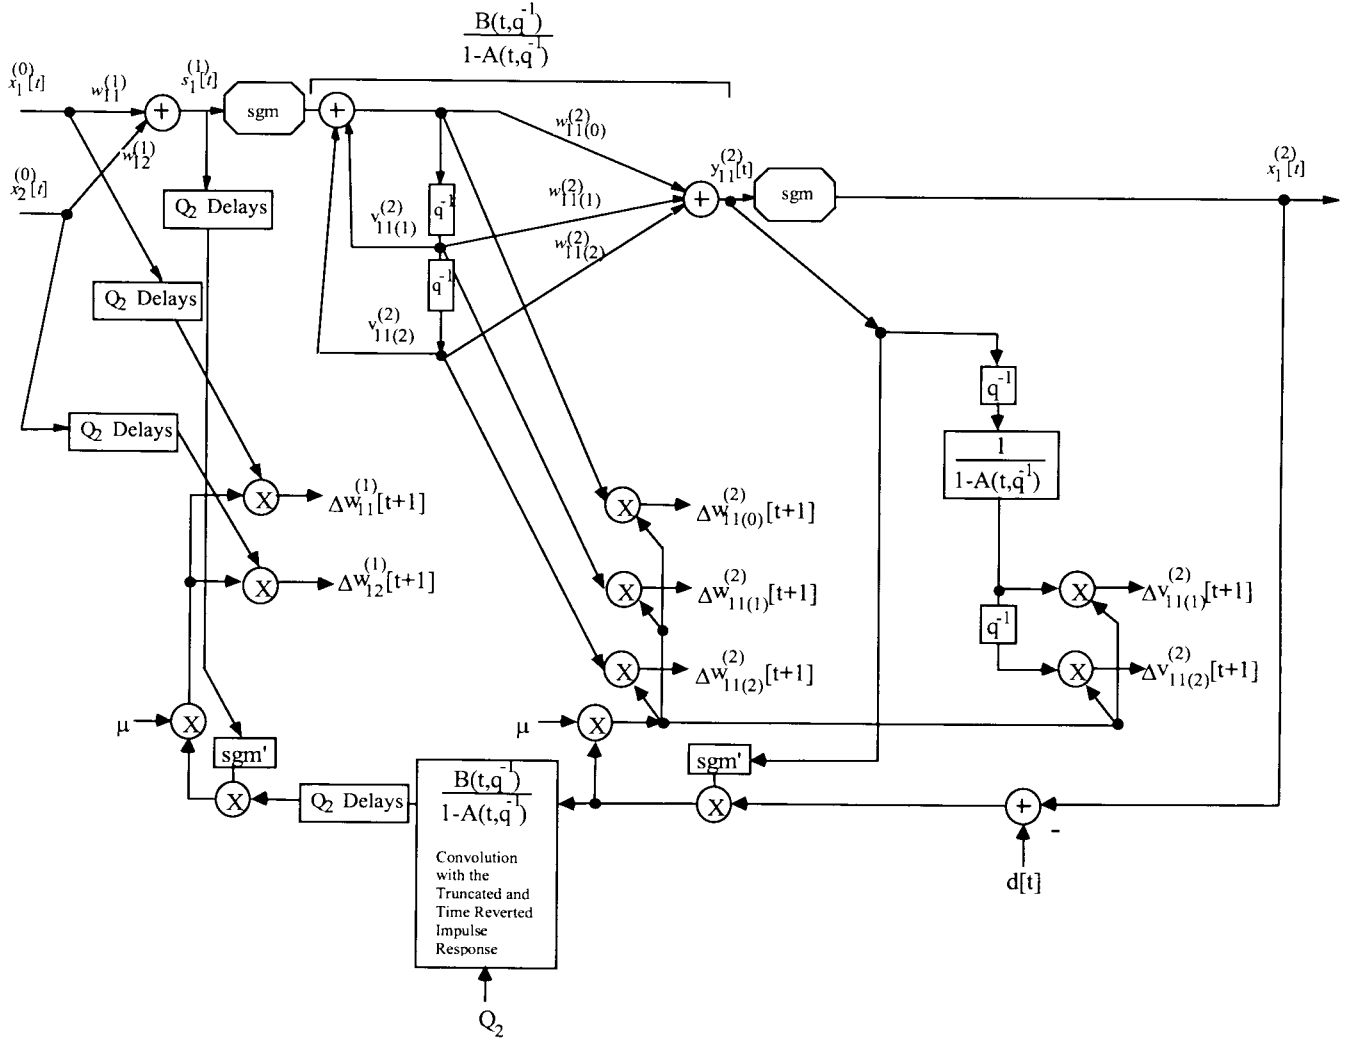 B(t,q⁻¹)
1-A(t,q⁻¹)
x₁⁽⁰⁾[t]
w₁₁⁽¹⁾
s₁⁽¹⁾[t]
+
sgm
+
w₁₁₍₀₎⁽²⁾
x₂⁽⁰⁾[t]
w₁₂⁽¹⁾
Q₂ Delays
v₁₁₍₁₎⁽²⁾
q⁻¹
w₁₁₍₁₎⁽²⁾
w₁₁₍₂₎⁽²⁾
+
y₁₁⁽²⁾[t]
sgm
x₁⁽²⁾[t]
Q₂ Delays
q⁻¹
v₁₁₍₂₎⁽²⁾
q⁻¹
Q₂ Delays
1
1-A(t,q⁻¹)
X
Δw₁₁⁽¹⁾[t+1]
X
Δw₁₁₍₀₎⁽²⁾[t+1]
X
Δw₁₂⁽¹⁾[t+1]
X
Δw₁₁₍₁₎⁽²⁾[t+1]
X
Δv₁₁₍₁₎⁽²⁾[t+1]
q⁻¹
X
Δw₁₁₍₂₎⁽²⁾[t+1]
X
Δv₁₁₍₂₎⁽²⁾[t+1]
μ
X
μ
X
sgm'
sgm'
X
Q₂ Delays
B(t,q⁻¹)
1-A(t,q⁻¹)
X
+
-
Convolution
with the
Truncated and
Time Reverted
Impulse
Response
d[t]
Q₂